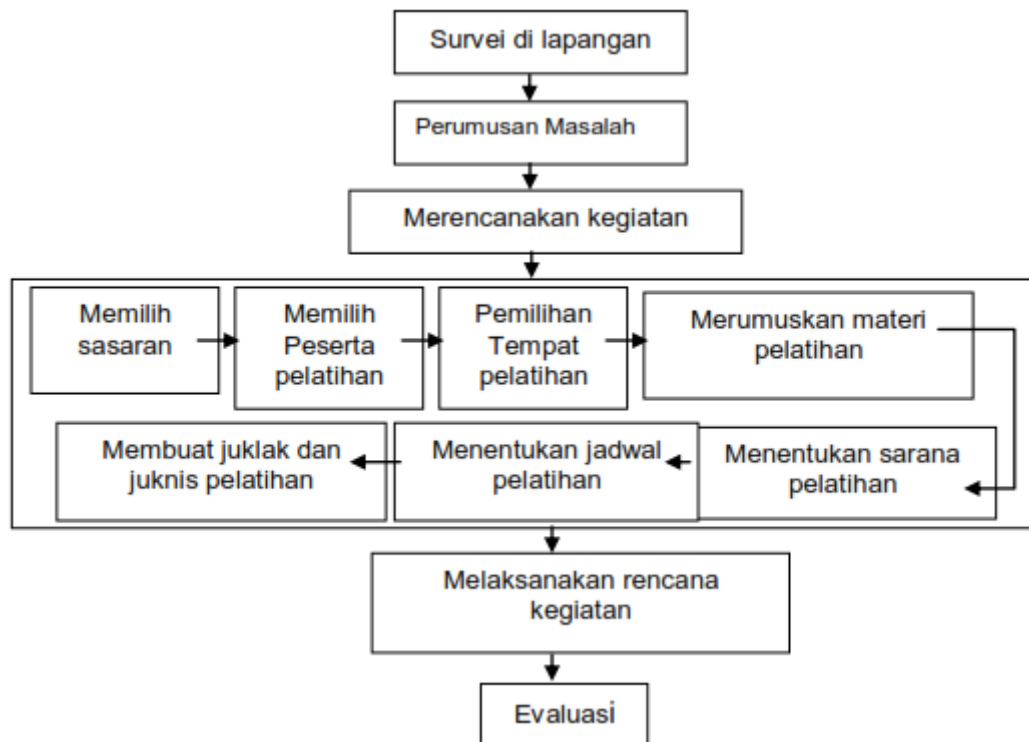 Survei di lapangan
Perumusan Masalah
Merencanakan kegiatan
Memilih
sasaran
Memilih
Peserta
pelatihan
Pemilihan
Tempat
pelatihan
Merumuskan materi
pelatihan
Menentukan sarana
pelatihan
Menentukan jadwal
pelatihan
Membuat juklak dan
juknis pelatihan
Melaksanakan rencana
kegiatan
Evaluasi